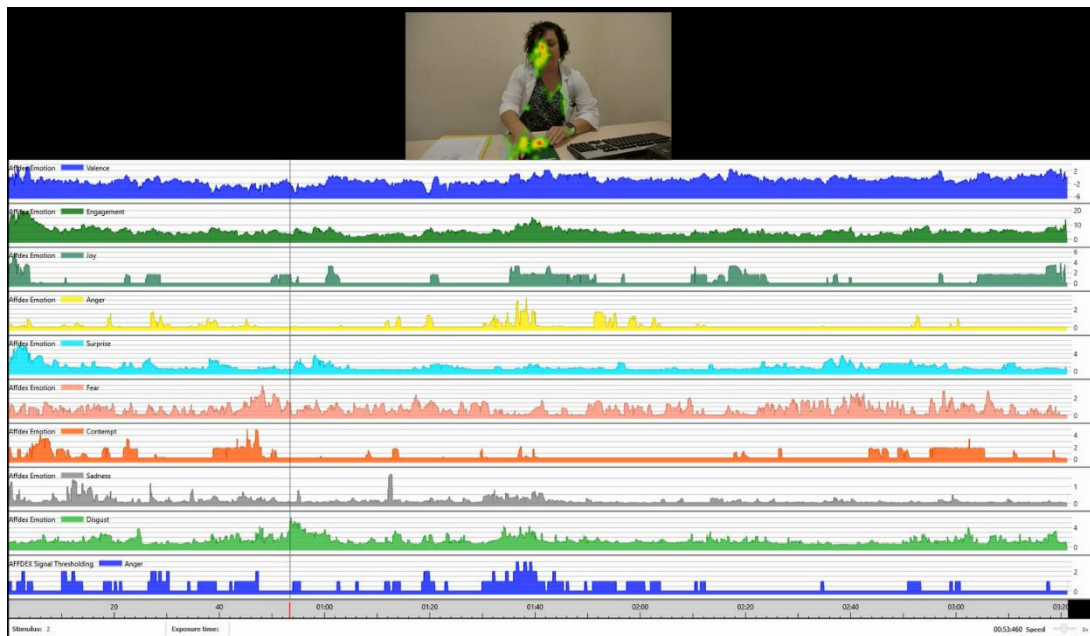 Affdex Emotion Valence 2
-2
-6
Affdex Emotion Engagement 20
10
0
Affdex Emotion Joy 6
4
2
0
Affdex Emotion Anger
2
0
Affdex Emotion Surprise
4
0
Affdex Emotion Fear
2
0
Affdex Emotion Contempt
4
2
0
Affdex Emotion Sadness
1
0
Affdex Emotion Disgust
4
0
AFFDEX Signal Thresholding Anger
2
0
20 40 01:00 01:20 01:40 02:00 02:20 02:40 03:00 03:20
Stimulus: 2 Exposure time: 00:53:460 Speed